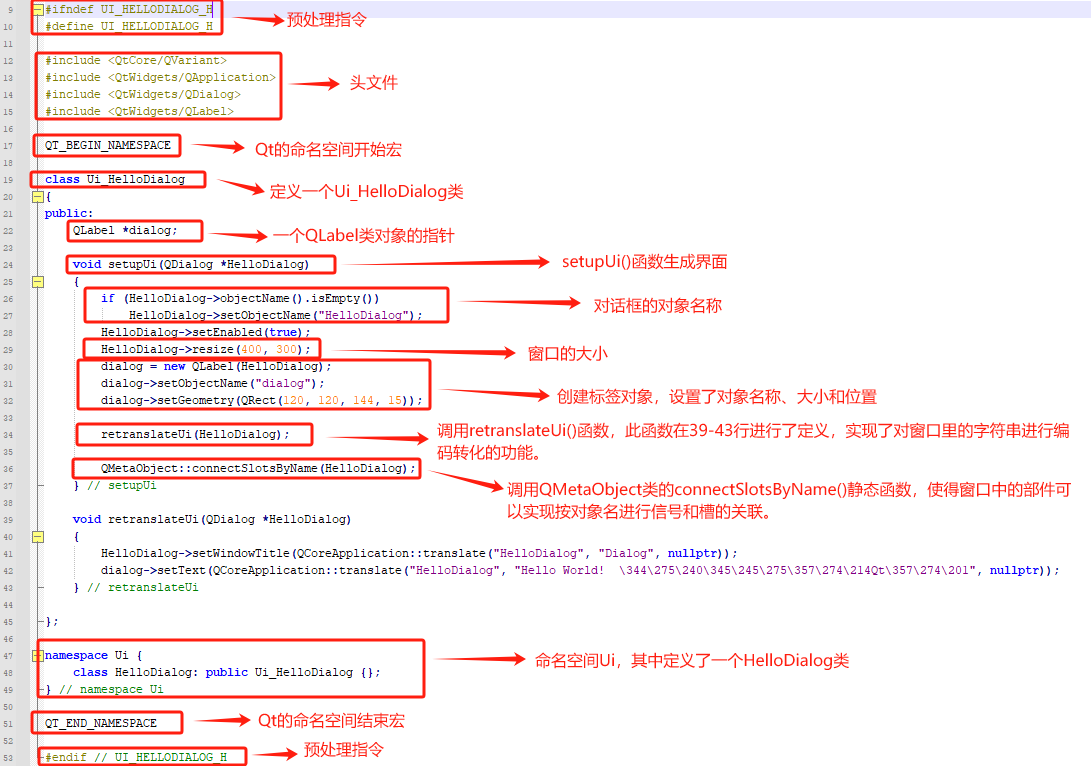 9 #ifndef UI_HELLODIALOG_H
预处理指令
10 #define UI_HELLODIALOG_H
11
12 #include <QtCore/QVariant>
13 #include <QtWidgets/QApplication>
头文件
14 #include <QtWidgets/QDialog>
15 #include <QtWidgets/QLabel>
16
17 QT_BEGIN_NAMESPACE
Qt的命名空间开始宏
18
19 class Ui_HelloDialog
定义一个Ui_HelloDialog类
20 {
21 public:
22 QLabel *dialog;
一个QLabel类对象的指针
23
24 void setupUi(QDialog *HelloDialog)
setupUi()函数生成界面
25 {
26 if (HelloDialog->objectName().isEmpty())
对话框的对象名称
27 HelloDialog->setObjectName("HelloDialog");
28 HelloDialog->setEnabled(true);
29 HelloDialog->resize(400, 300);
窗口的大小
30 dialog = new QLabel(HelloDialog);
31 dialog->setObjectName("dialog");
32 dialog->setGeometry(QRect(120, 120, 144, 15));
创建标签对象，设置了对象名称、大小和位置
33
34 retranslateUi(HelloDialog);
调用retranslateUi()函数，此函数在39-43行进行了定义，实现了对窗口里的字符串进行编
码转化的功能。
35
36 QMetaObject::connectSlotsByName(HelloDialog);
37 } // setupUi
调用QMetaObject类的connectSlotsByName()静态函数，使得窗口中的部件可
以实现按对象名进行信号和槽的关联。
38
39 void retranslateUi(QDialog *HelloDialog)
40 {
41 HelloDialog->setWindowTitle(QCoreApplication::translate("HelloDialog", "Dialog", nullptr));
42 dialog->setText(QCoreApplication::translate("HelloDialog", "Hello World!  \344\275\240\345\245\275\357\274\214Qt\357\274\201", nullptr));
43 } // retranslateUi
44
45 };
46
47 namespace Ui {
48 class HelloDialog: public Ui_HelloDialog {};
命名空间Ui，其中定义了一个HelloDialog类
49 } // namespace Ui
50
51 QT_END_NAMESPACE
Qt的命名空间结束宏
52
53 #endif // UI_HELLODIALOG_H
预处理指令